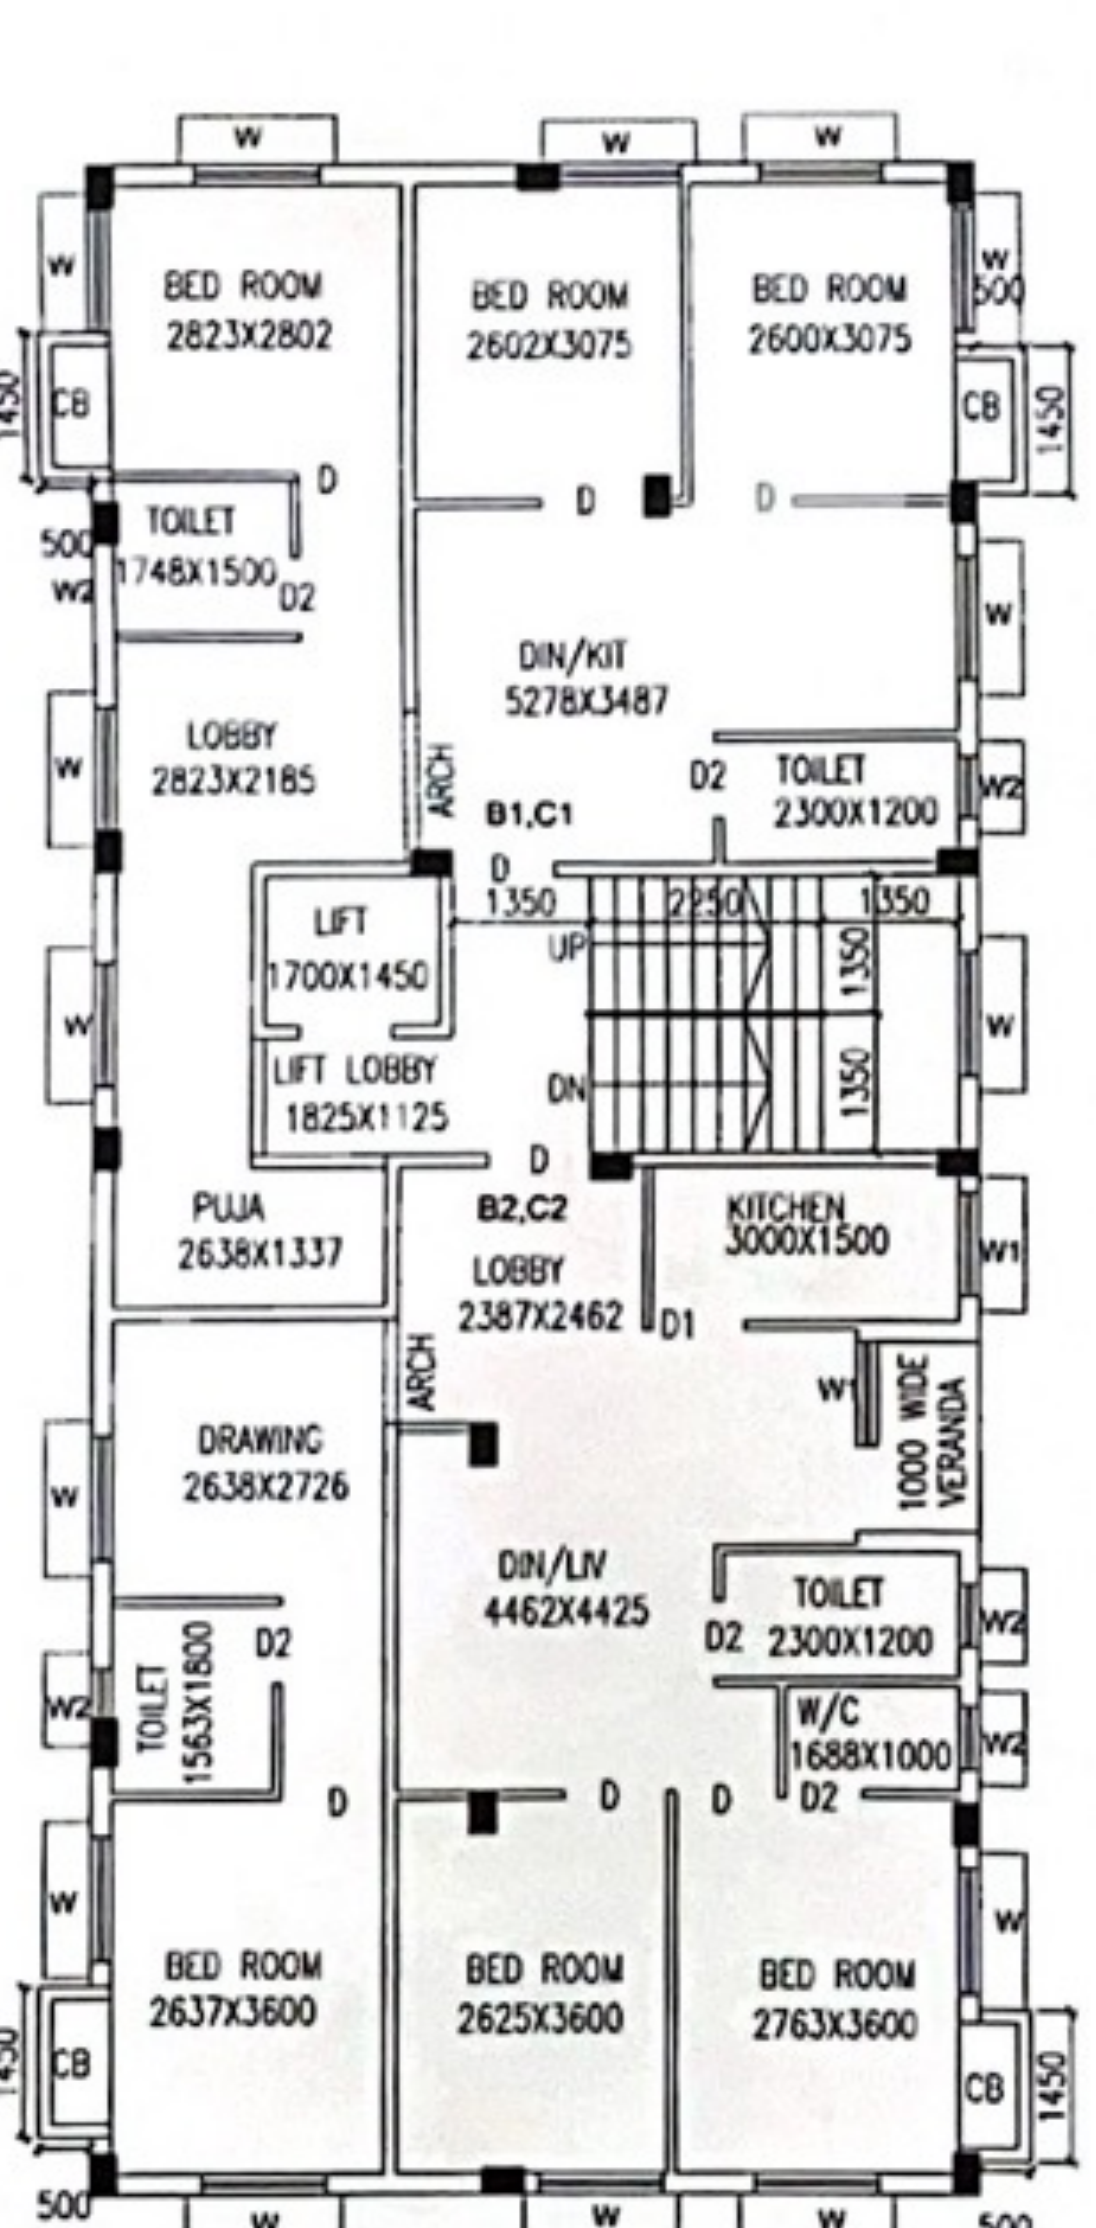 W
W
W
W
W
500
BED ROOM
2823X2802
BED ROOM
2602X3075
BED ROOM
2600X3075
CB
1450
CB
1450
D
D
D
TOILET
1748X1500
500
W2
D2
W
DIN/KIT
5278X3487
LOBBY
2823X2185
W
ARCH
D2
TOILET
2300X1200
W2
B1,C1
D
1350
2250
1350
LIFT
1700X1450
UP
1350
W
W
LIFT LOBBY
1825X1125
DN
1350
D
PUJA
2638X1337
B2,C2
KITCHEN
3000X1500
W1
LOBBY
2387X2462
D1
ARCH
W1
1000 WIDE
VERANDA
DRAWING
2638X2726
W
DIN/LIV
4462X4425
TOILET
2300X1200
D2
W2
D2
TOILET
1563X1800
W2
W/C
1688X1000
W2
D
D
D
D2
W
W
BED ROOM
2637X3600
BED ROOM
2625X3600
BED ROOM
2763X3600
CB
1450
CB
1450
500
W
W
W
500